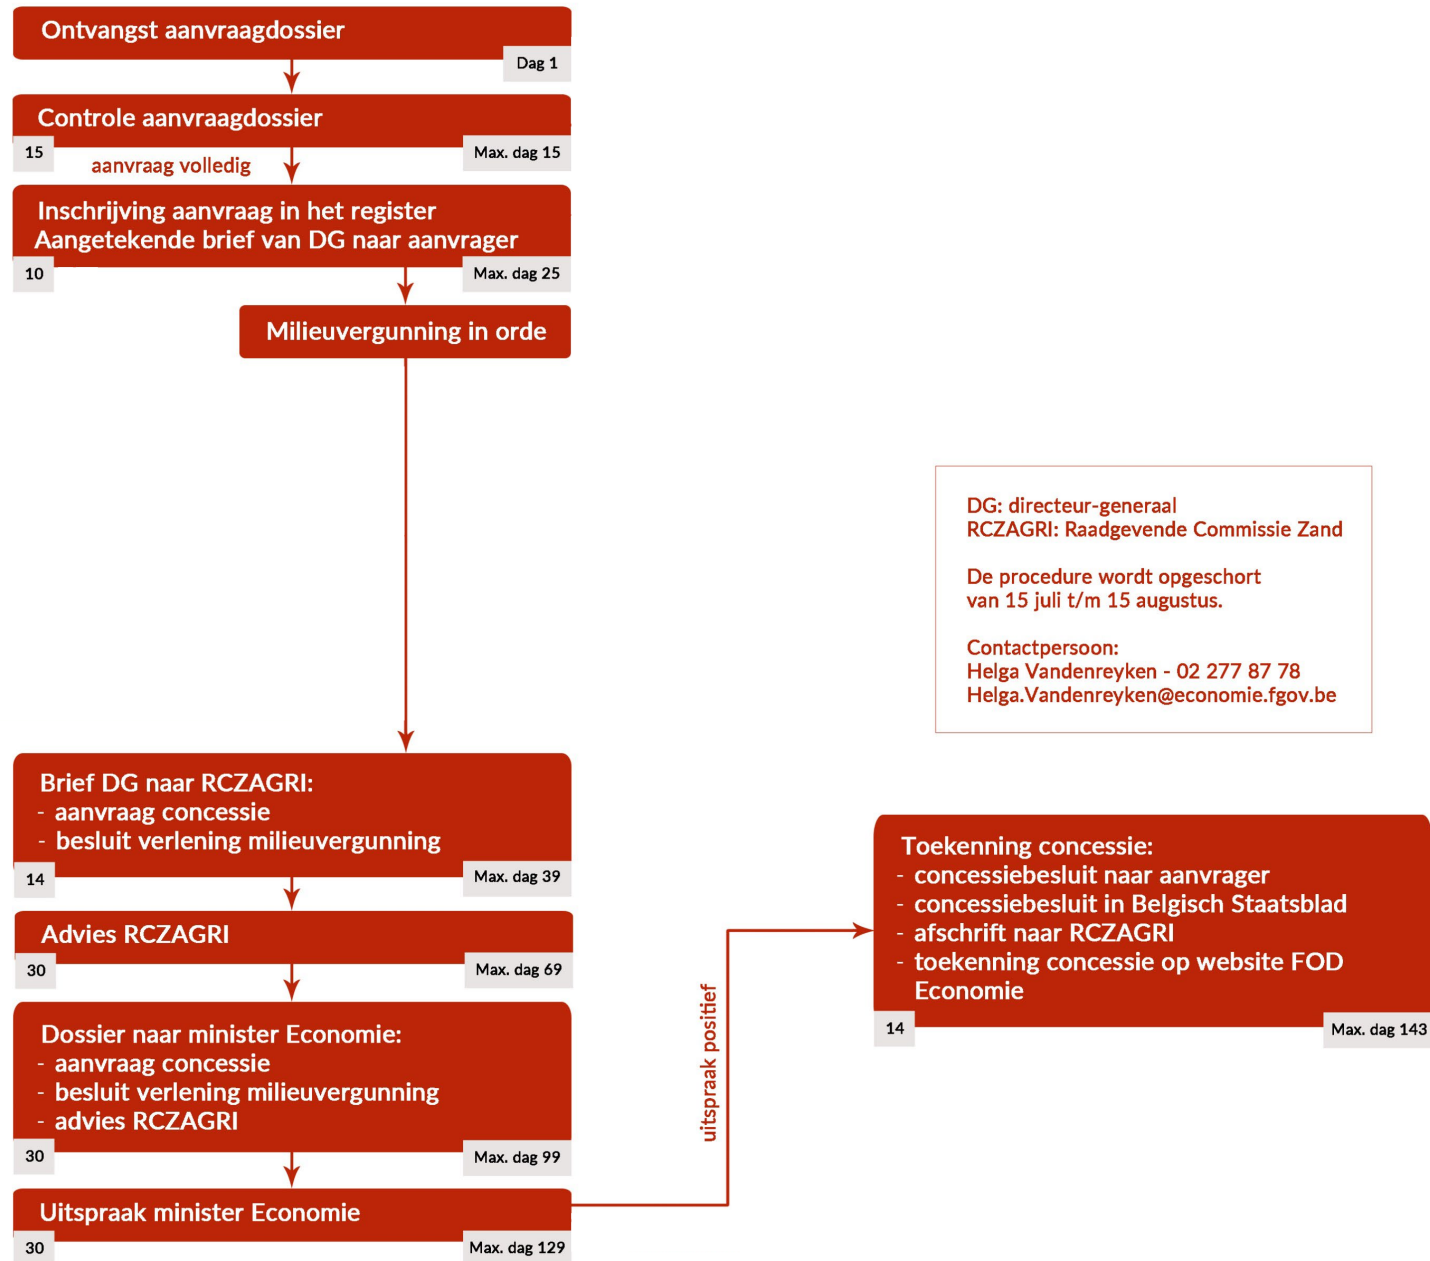 Ontvangst aanvraagdossier
Dag 1
Controle aanvraagdossier
15
Max. dag 15
aanvraag volledig
Inschrijving aanvraag in het register
Aangetekende brief van DG naar aanvrager
10
Max. dag 25
Milieuvergunning in orde
DG: directeur-generaal
RCZAGRI: Raadgevende Commissie Zand
De procedure wordt opgeschort
van 15 juli t/m 15 augustus.
Contactpersoon:
Helga Vandenreyken - 02 277 87 78
Helga.Vandenreyken@economie.fgov.be
Brief DG naar RCZAGRI:
- aanvraag concessie
- besluit verlening milieuvergunning
14
Max. dag 39
Advies RCZAGRI
30
Max. dag 69
Dossier naar minister Economie:
- aanvraag concessie
- besluit verlening milieuvergunning
- advies RCZAGRI
30
Max. dag 99
Uitspraak minister Economie
30
Max. dag 129
uitspraak positief
Toekenning concessie:
- concessiebesluit naar aanvrager
- concessiebesluit in Belgisch Staatsblad
- afschrift naar RCZAGRI
- toekenning concessie op website FOD
Economie
14
Max. dag 143